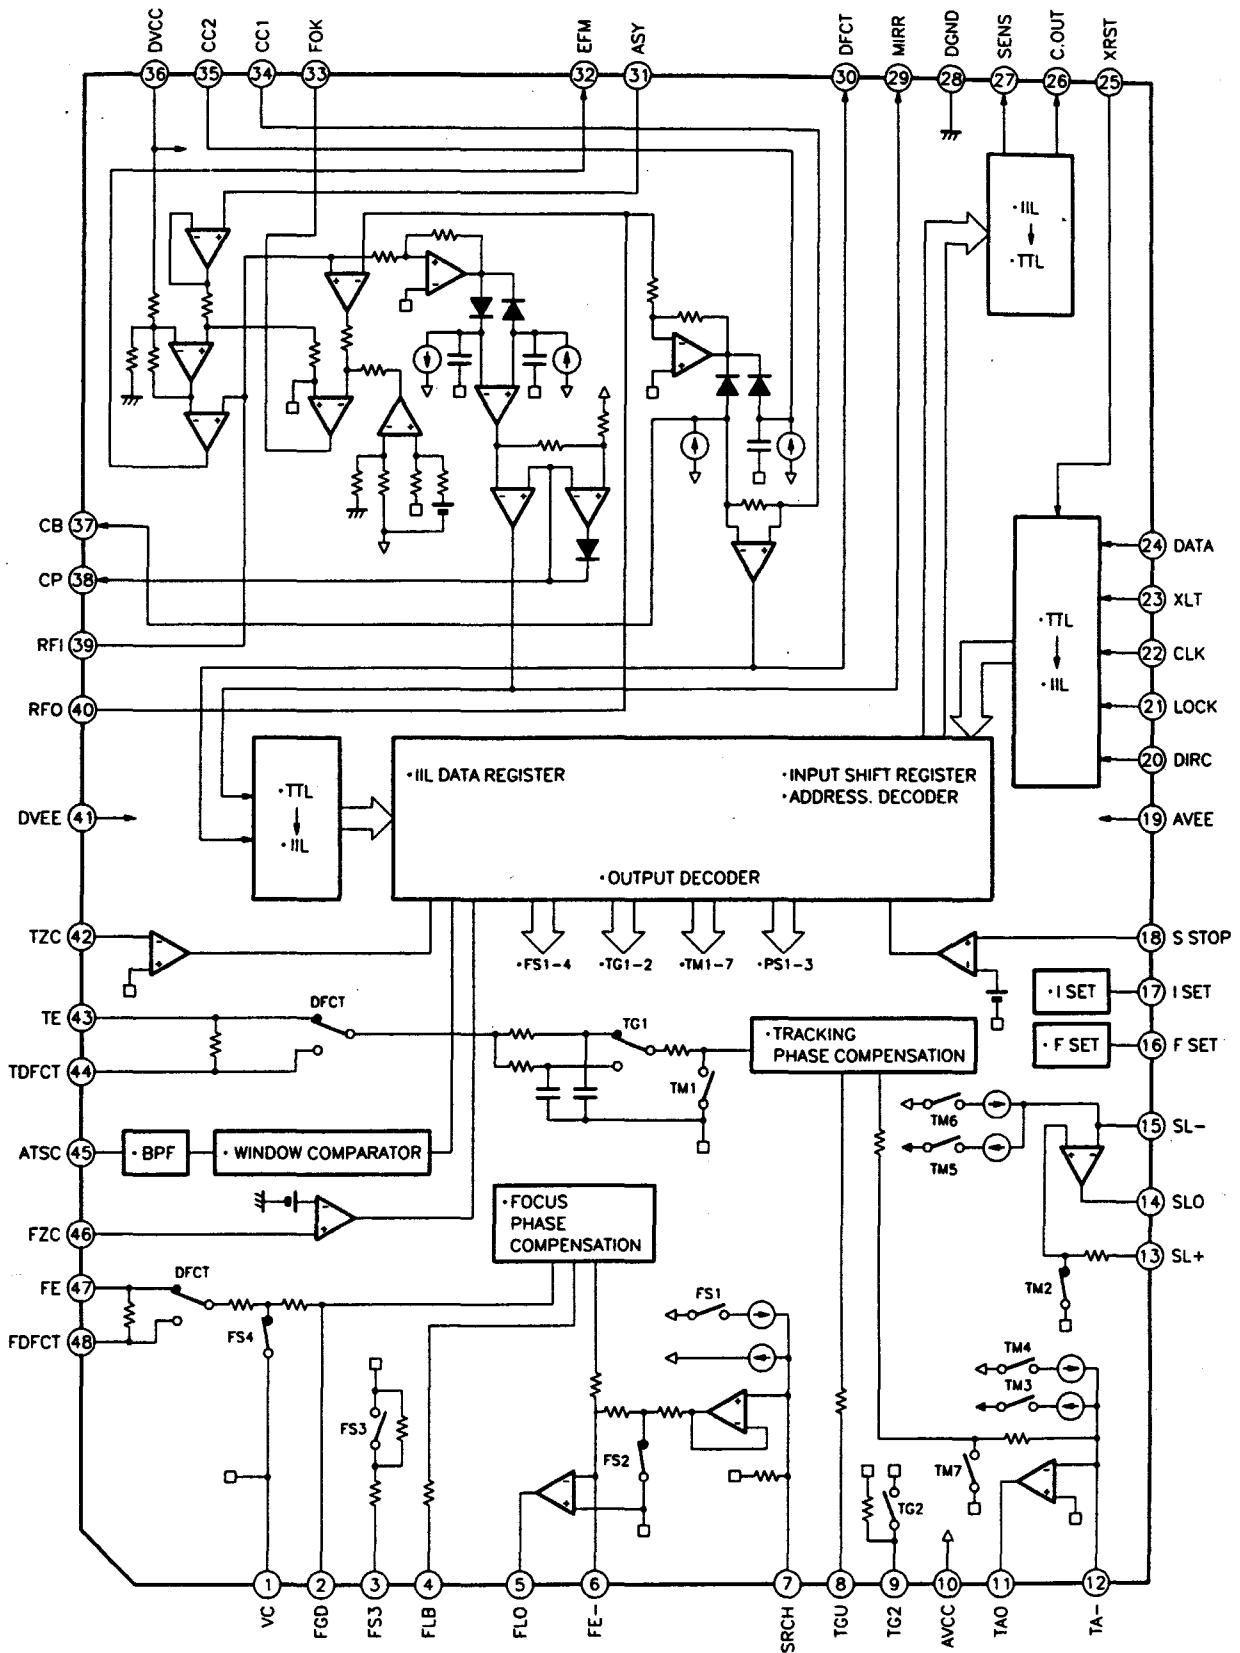 DVCC
CC2
CC1
FOK
EFM
ASY
DFCT
MIRR
DGND
SENS
C.OUT
XRST
36
35
34
33
32
31
30
29
28
27
26
25
· IIL
· TTL
CB 37
CP 38
RFI 39
RFO 40
DVEE 41
TZC 42
TE 43
TDFCT 44
ATSC 45
FZC 46
FE 47
FDFCT 48
24 DATA
23 XLT
22 CLK
21 LOCK
20 DIRC
19 AVEE
18 S STOP
17 I SET
16 F SET
15 SL-
14 SLO
13 SL+
· TTL
· IIL
· TTL
· IIL
· IIL DATA REGISTER
· INPUT SHIFT REGISTER
· ADDRESS. DECODER
· OUTPUT DECODER
· FS1-4
· TG1-2
· TM1-7
· PS1-3
· I SET
· F SET
DFCT
TG1
TM1
· TRACKING
PHASE COMPENSATION
TM6
TM5
· BPF
· WINDOW COMPARATOR
· FOCUS
PHASE
COMPENSATION
DFCT
FS4
FS1
TM2
TM4
TM3
FS3
FS2
TM7
TG2
1
2
3
4
5
6
7
8
9
10
11
12
VC
FGD
FS3
FLB
FLO
FE-
SRCH
TGU
TG2
AVCC
TAO
TA-